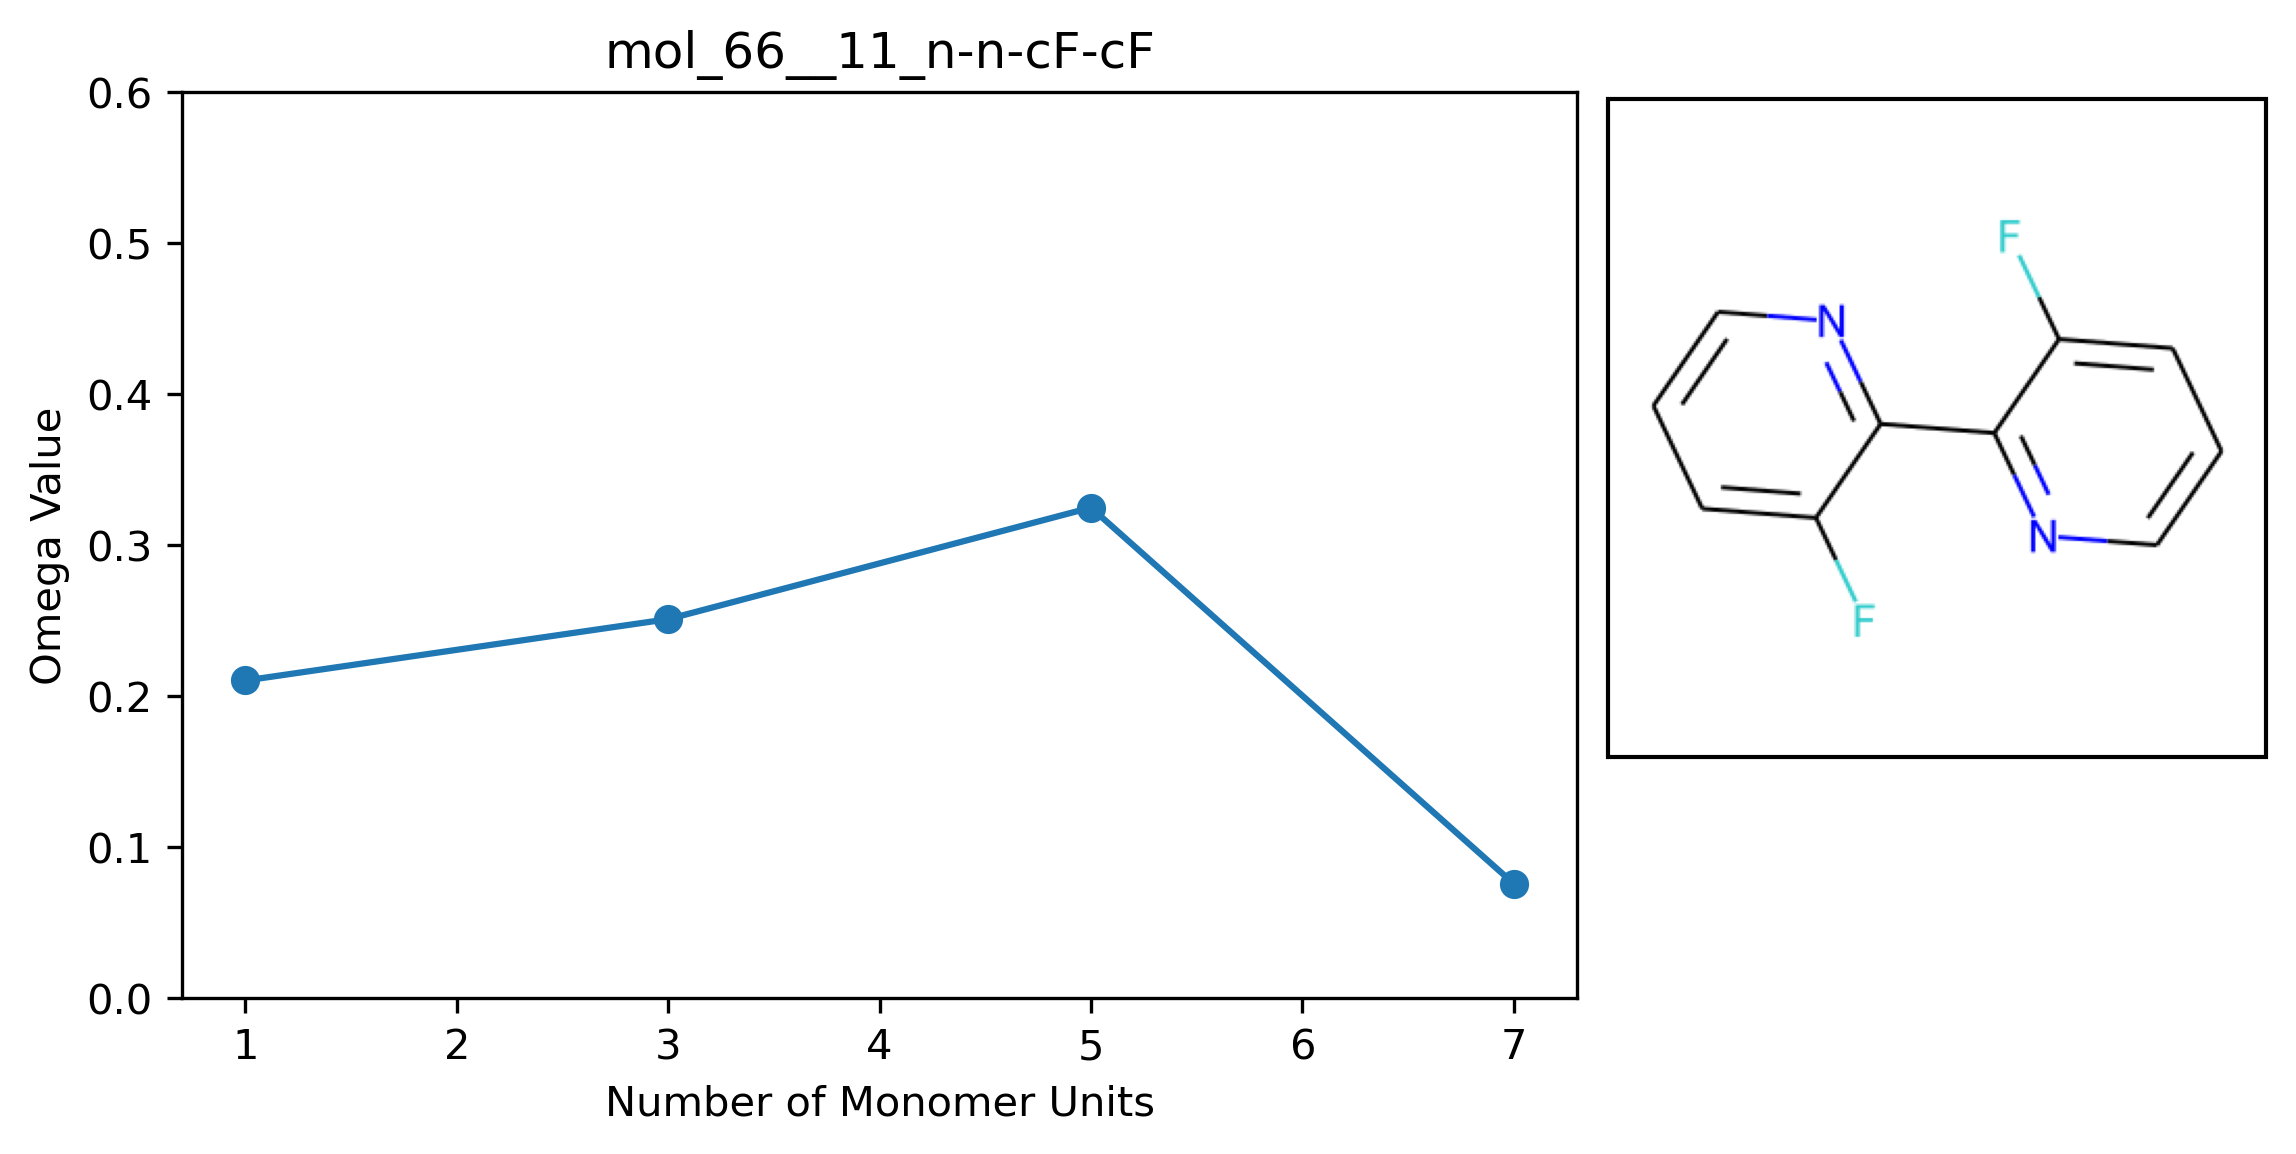 mol_66__11_n-n-cF-cF
0.6
0.5
0.4
0.3
0.2
0.1
0.0
Omega Value
1 2 3 4 5 6 7
Number of Monomer Units
F
N
N
F